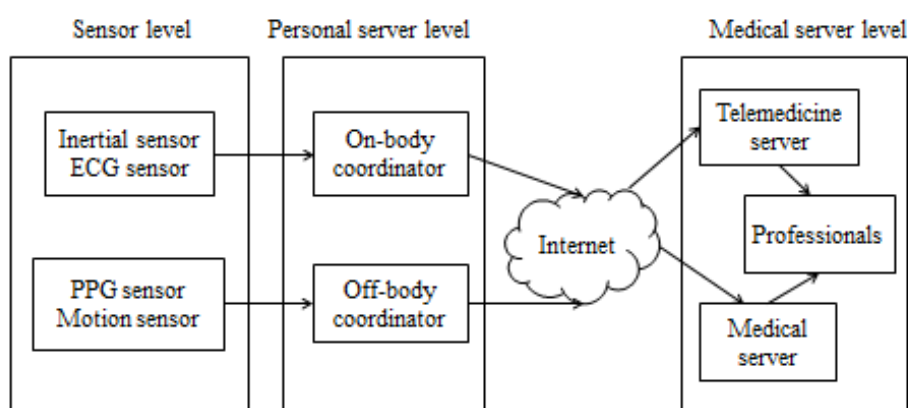 Sensor level
Personal server level
Medical server level
Inertial sensor
ECG sensor
On-body
coordinator
Telemedicine
server
Internet
Professionals
PPG sensor
Motion sensor
Off-body
coordinator
Medical
server